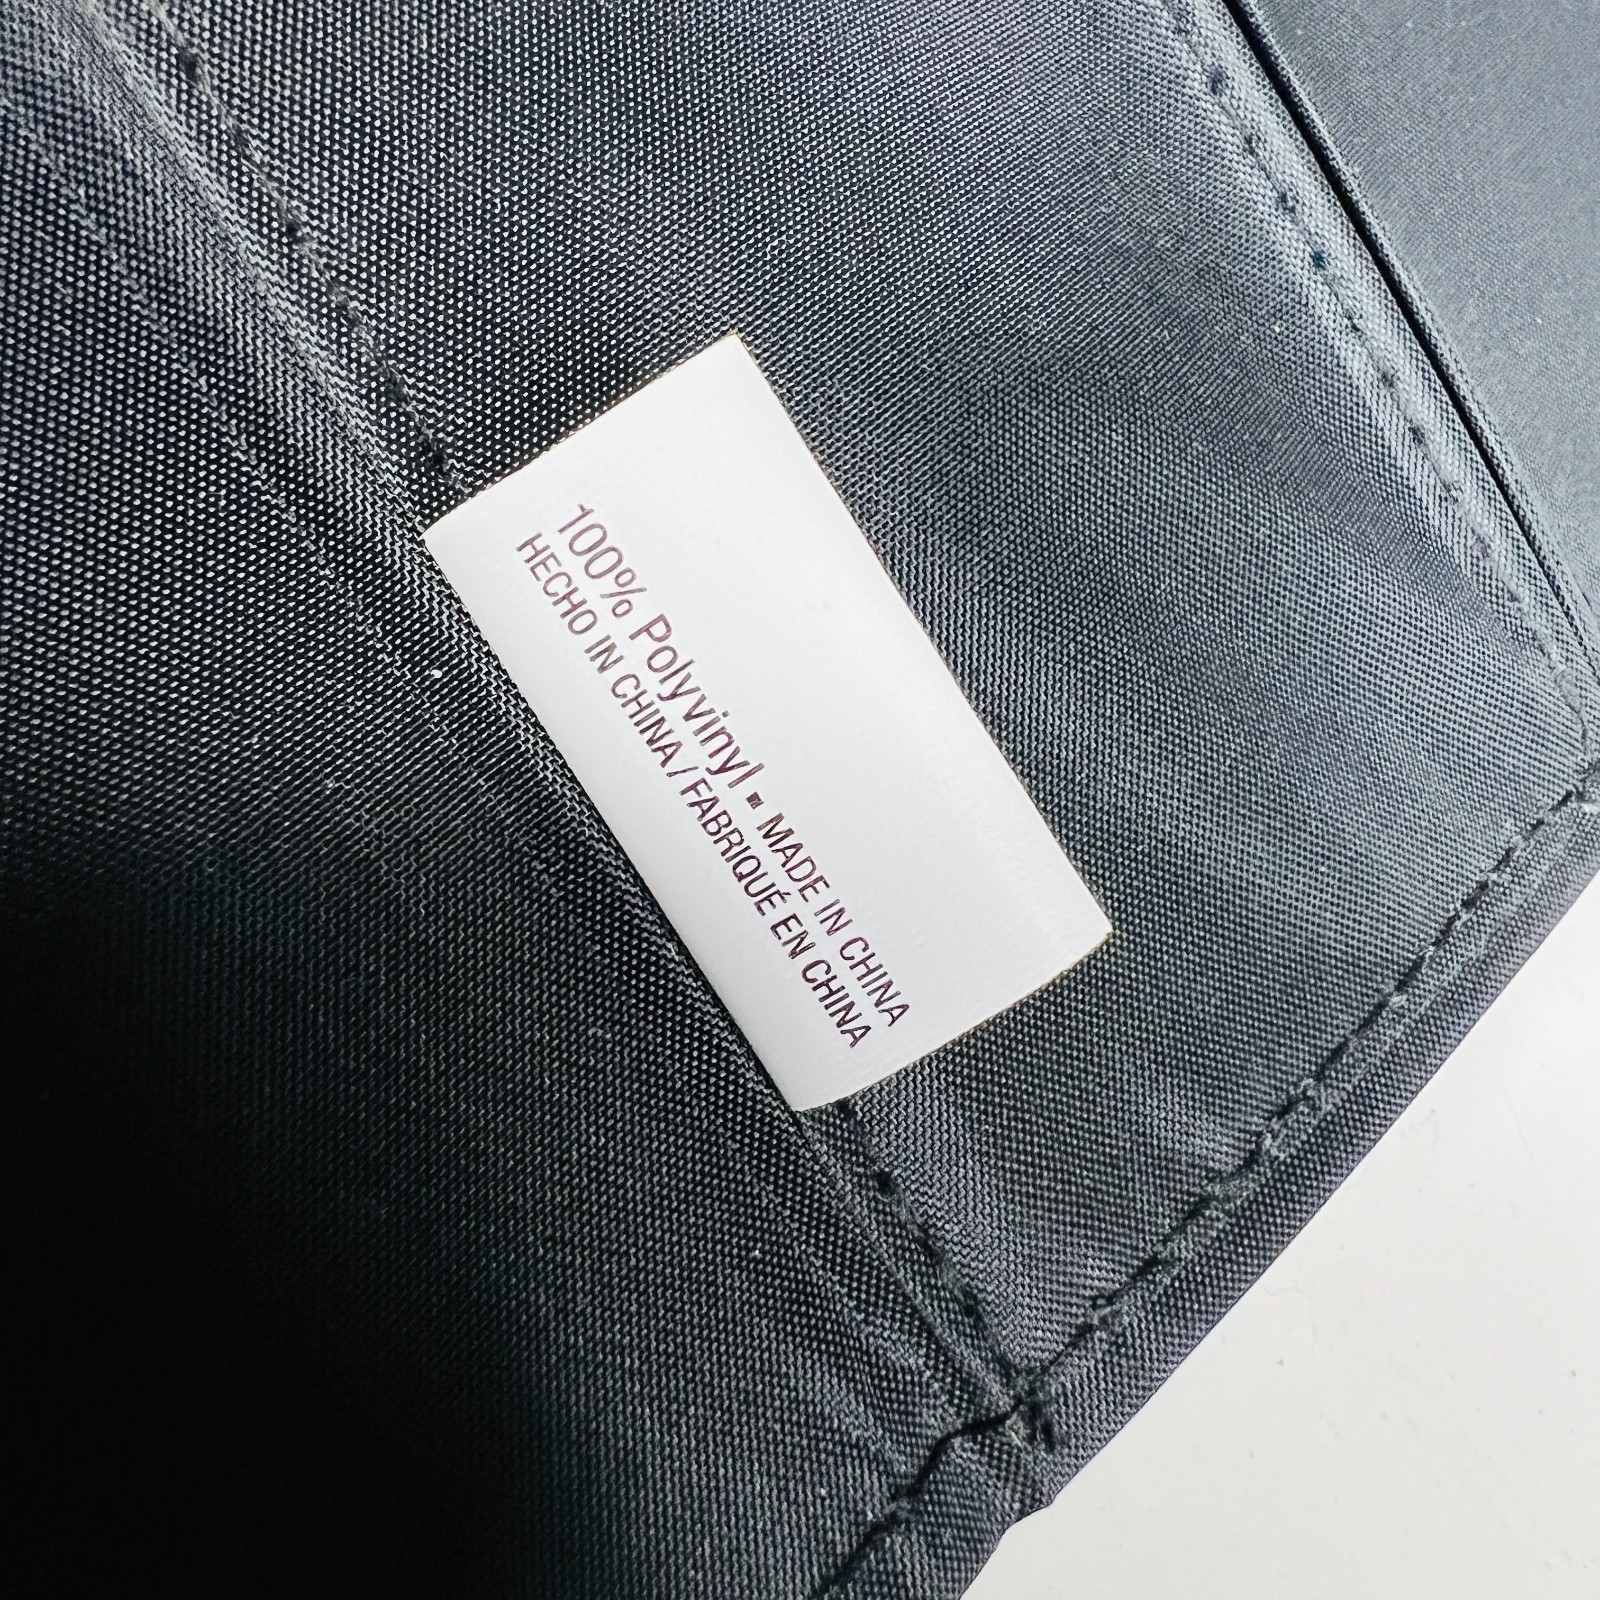 100% Polyvinyl ▪ MADE IN CHINA
HECHO IN CHINA / FABRIQUÉ EN CHINA